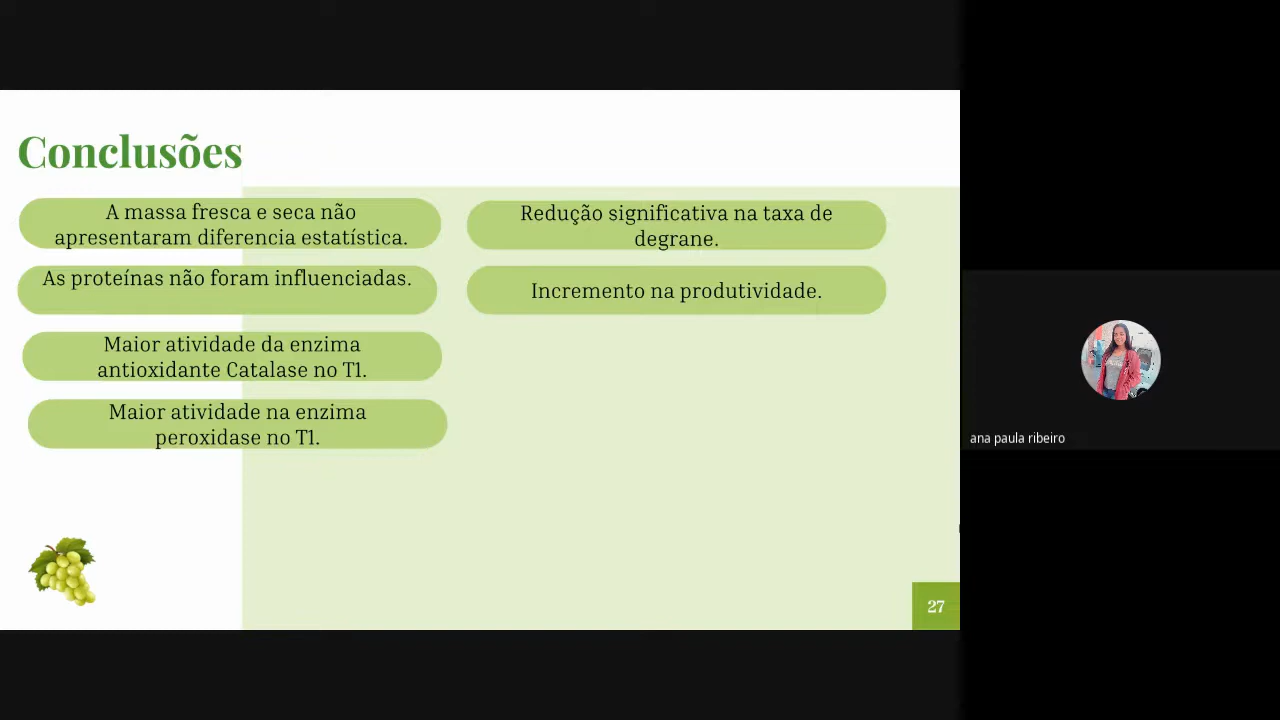 Conclusões
A massa fresca e seca não
apresentaram diferencia estatística.
As proteínas não foram influenciadas.
Maior atividade da enzima
antioxidante Catalase no T1.
Maior atividade na enzima
peroxidase no T1.
Redução significativa na taxa de
degrane.
Incremento na produtividade.
27
ana paula ribeiro